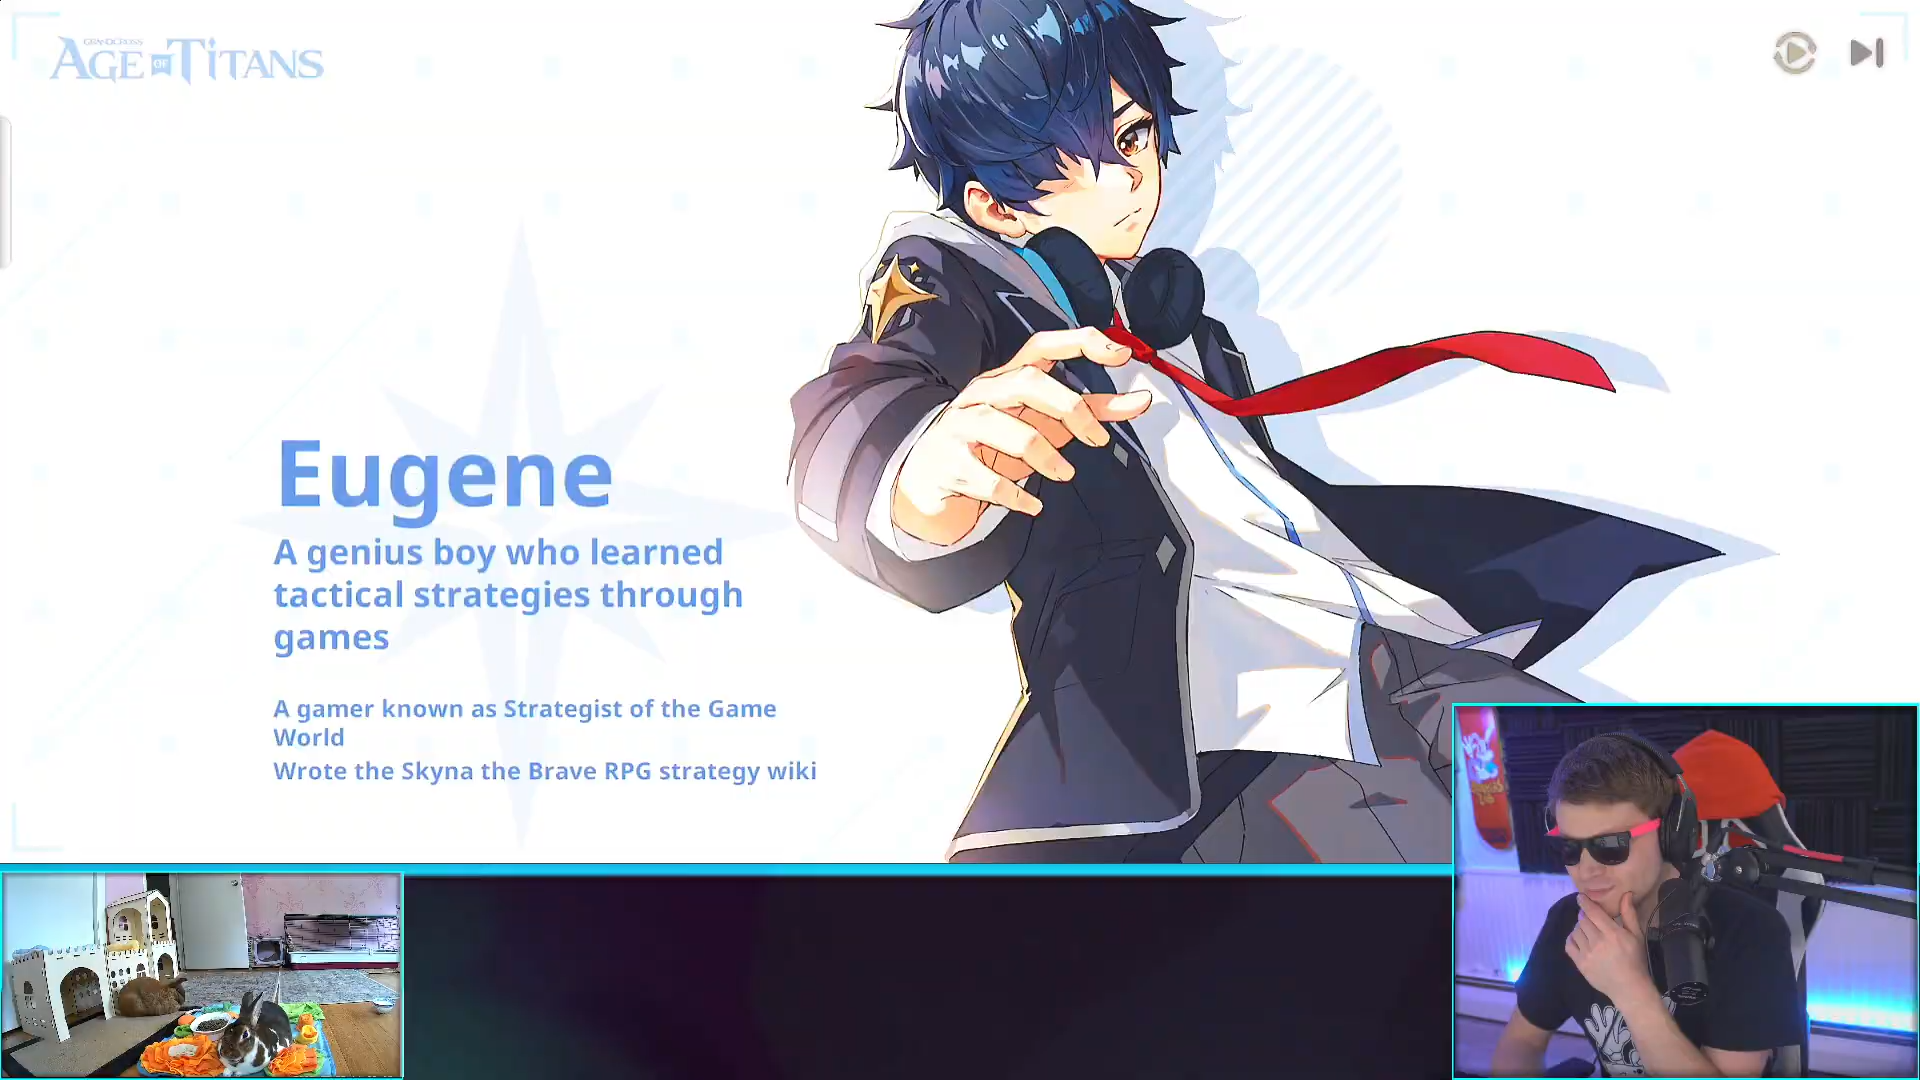 GRANDCROSS
AGE OF TITANS
Eugene
A genius boy who learned
tactical strategies through
games
A gamer known as Strategist of the Game
World
Wrote the Skyna the Brave RPG strategy wiki